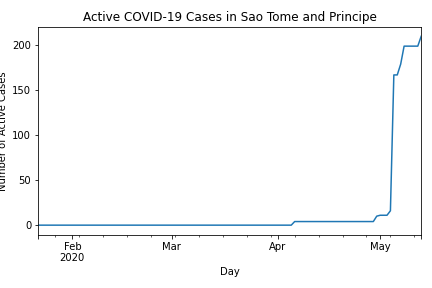 Active COVID-19 Cases in Sao Tome and Principe
Number of Active Cases
200
150
100
50
0
Feb
2020
Mar
Apr
May
Day